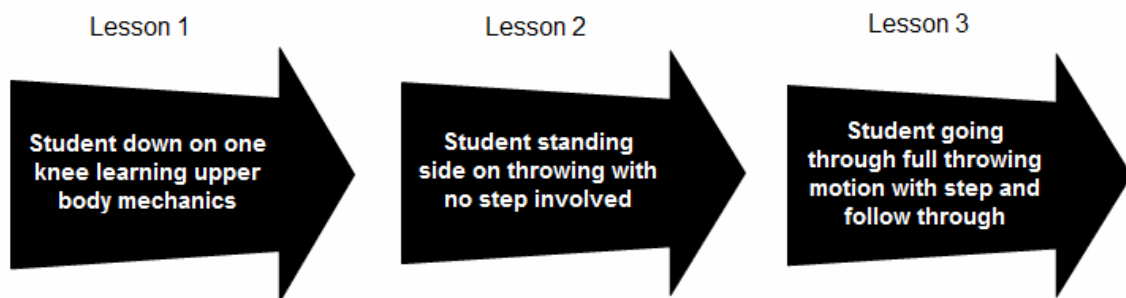 Lesson 1
Student down on one
knee learning upper
body mechanics
Lesson 2
Student standing
side on throwing with
no step involved
Lesson 3
Student going
through full throwing
motion with step and
follow through